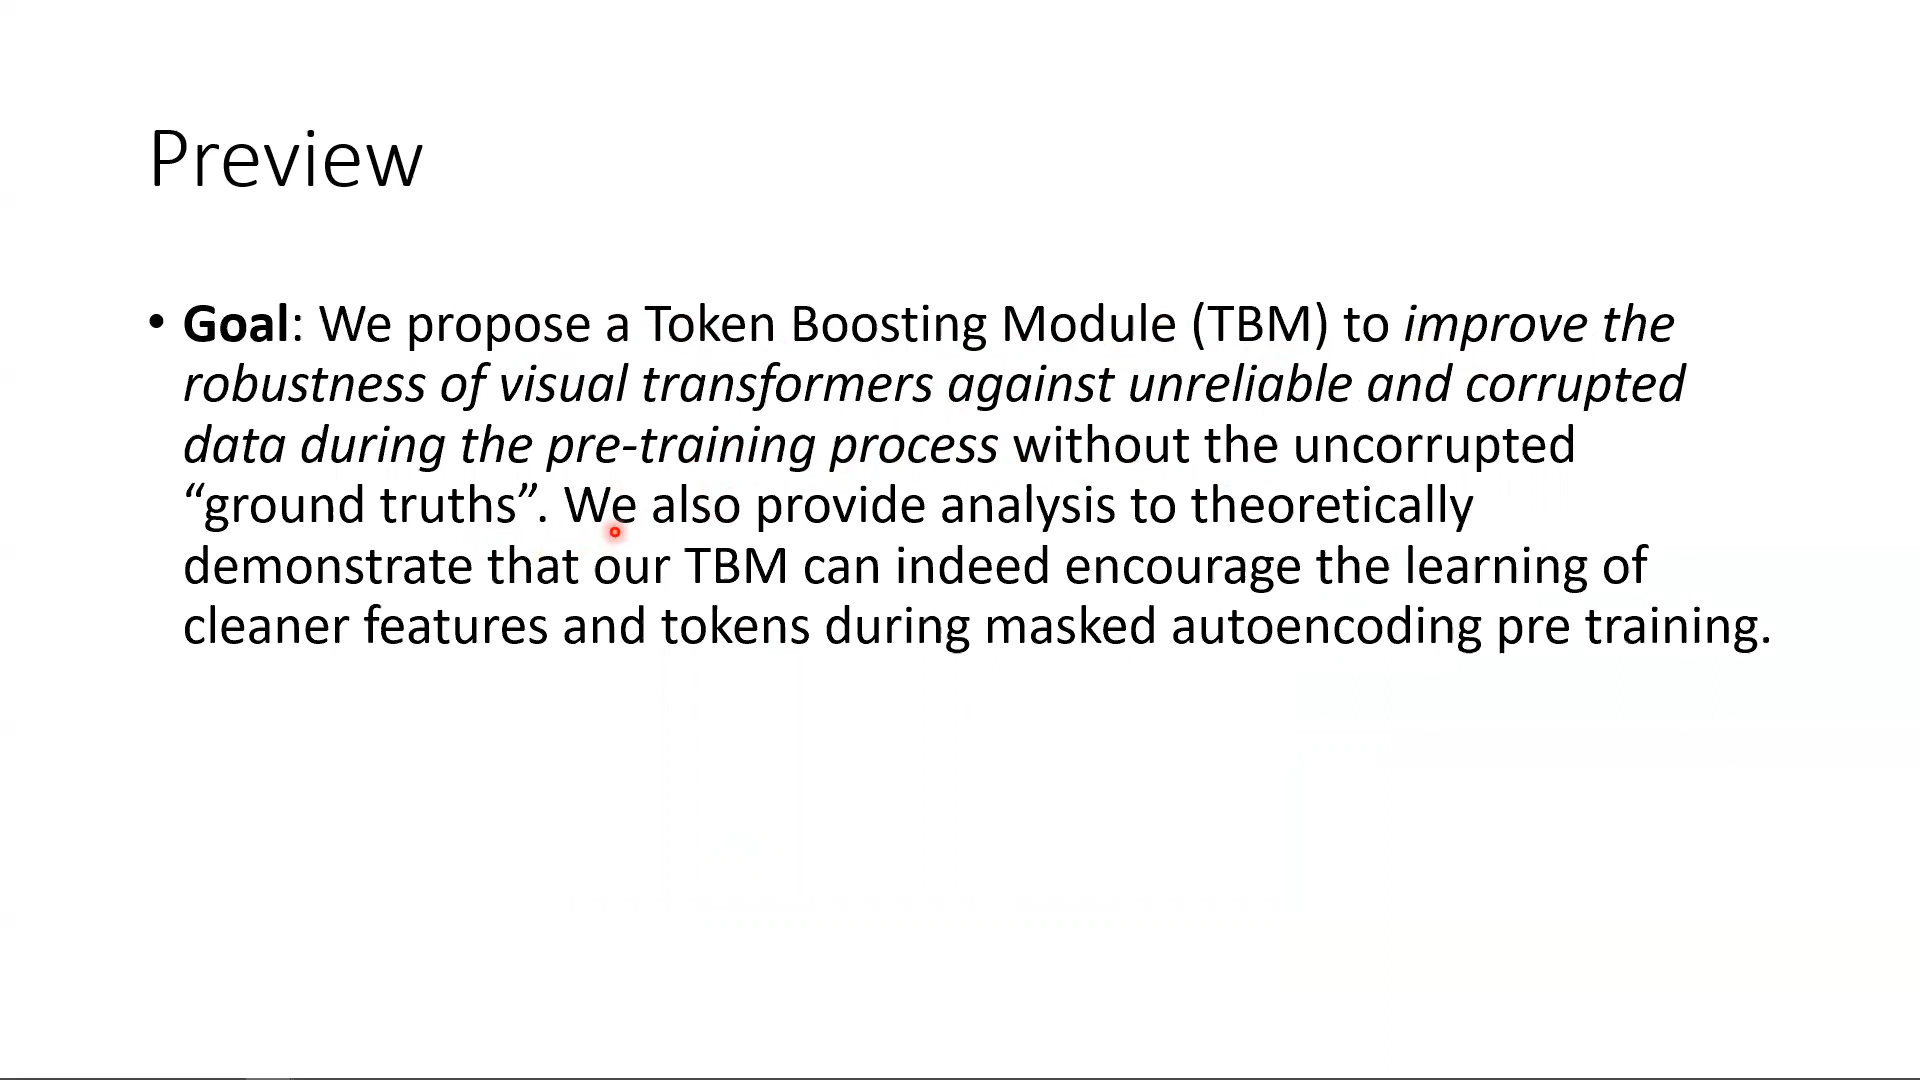 Preview
• Goal: We propose a Token Boosting Module (TBM) to improve the
robustness of visual transformers against unreliable and corrupted
data during the pre-training process without the uncorrupted
“ground truths”. We also provide analysis to theoretically
demonstrate that our TBM can indeed encourage the learning of
cleaner features and tokens during masked autoencoding pre training.